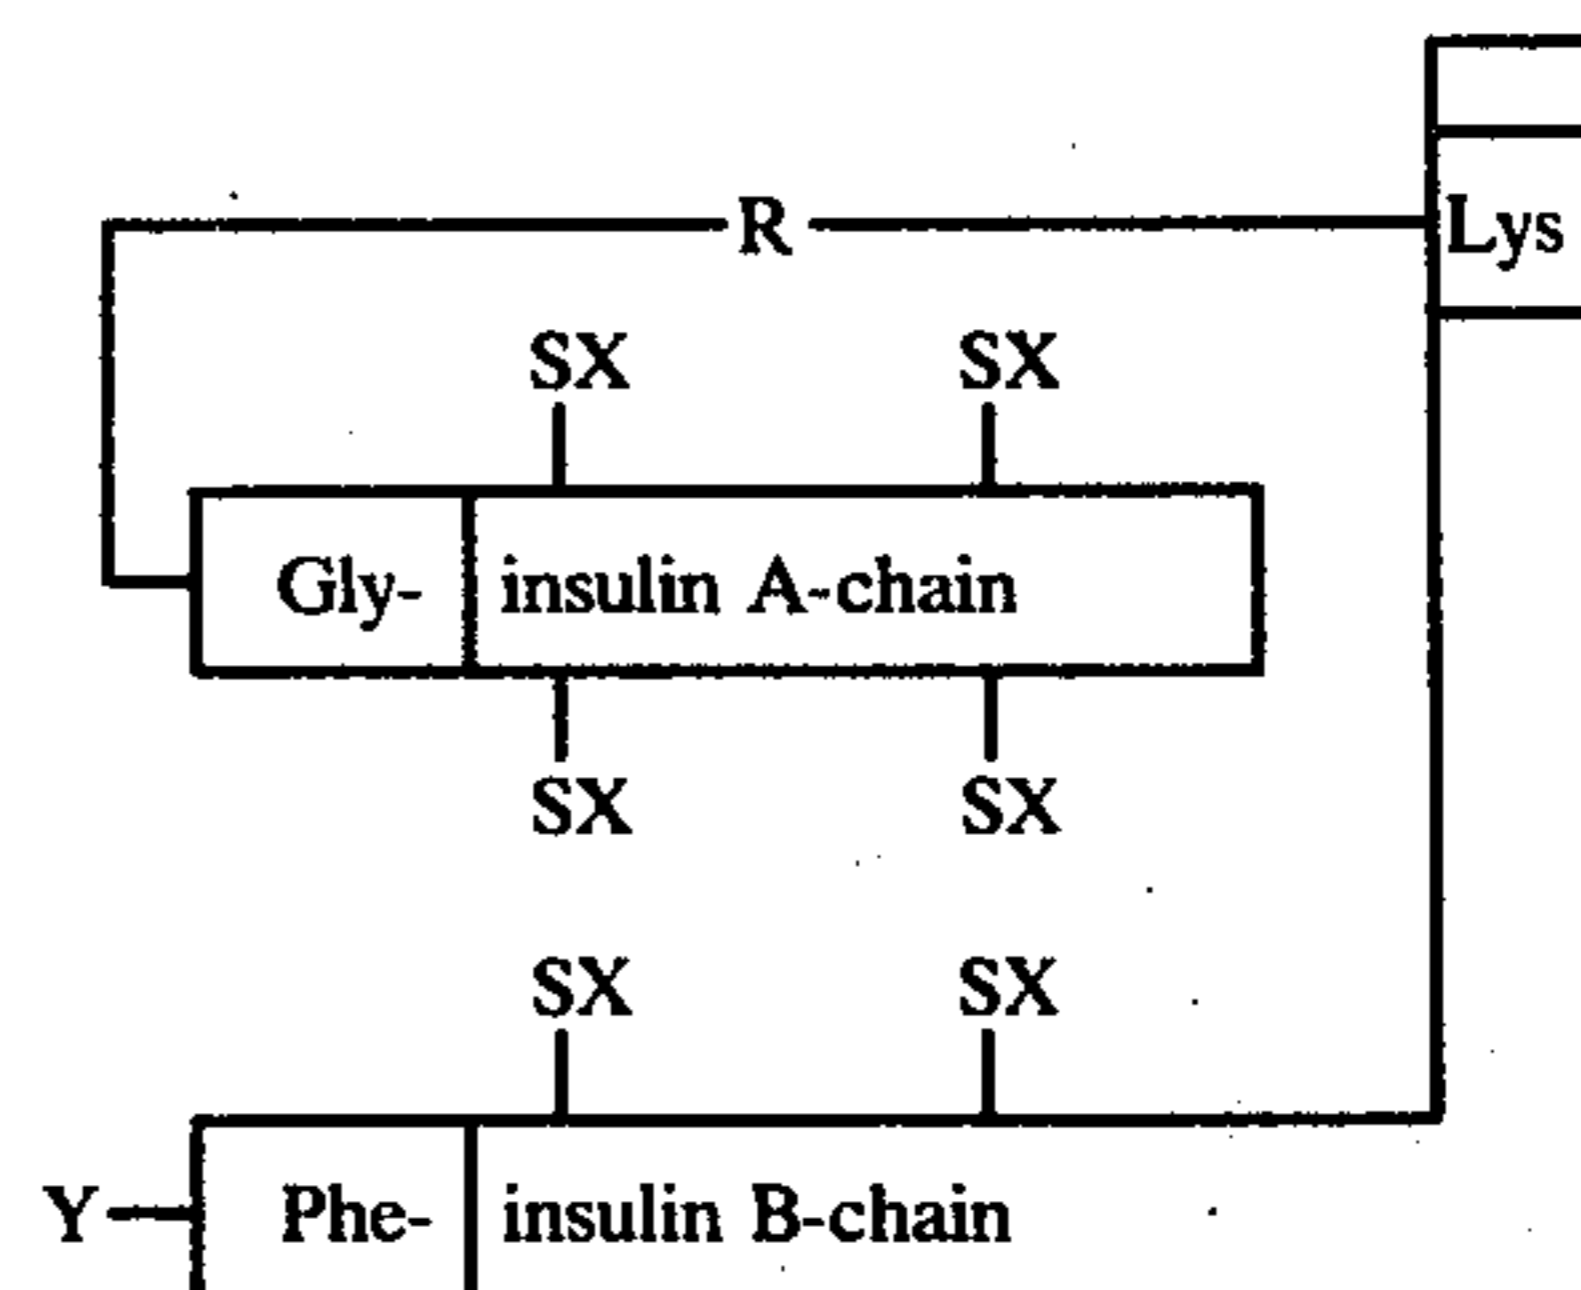 R
Lys
SX SX
Gly- insulin A-chain
SX SX
SX SX
Y Phe- insulin B-chain